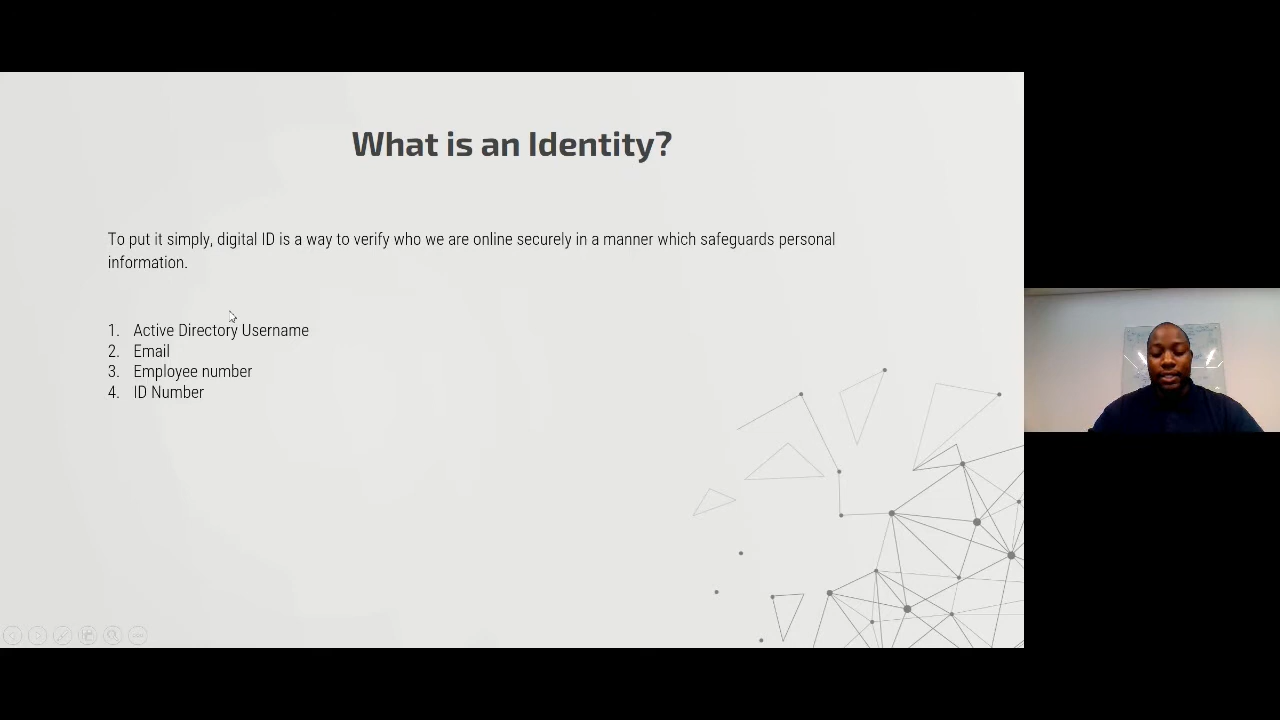 What is an Identity?
To put it simply, digital ID is a way to verify who we are online securely in a manner which safeguards personal
information.
1. Active Directory Username
2. Email
3. Employee number
4. ID Number